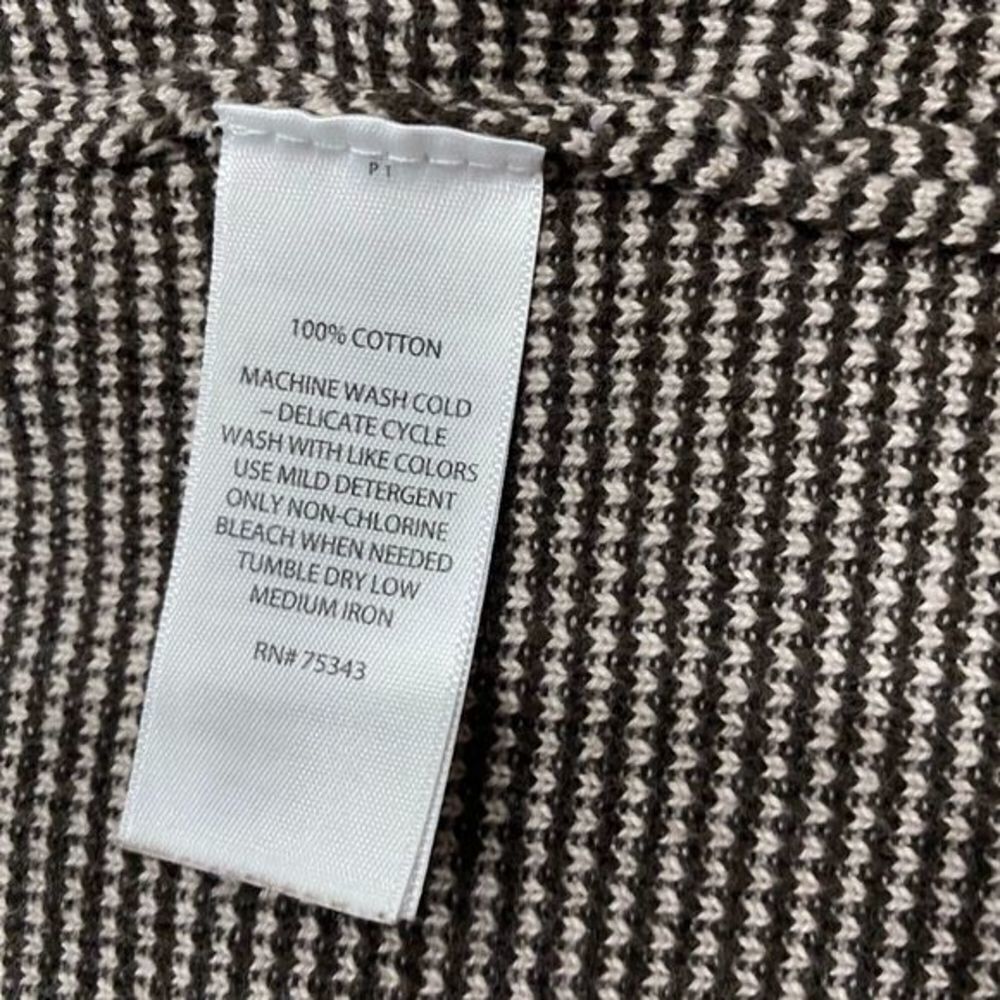 P 1
100% COTTON
MACHINE WASH COLD
– DELICATE CYCLE
WASH WITH LIKE COLORS
USE MILD DETERGENT
ONLY NON-CHLORINE
BLEACH WHEN NEEDED
TUMBLE DRY LOW
MEDIUM IRON
RN# 75343